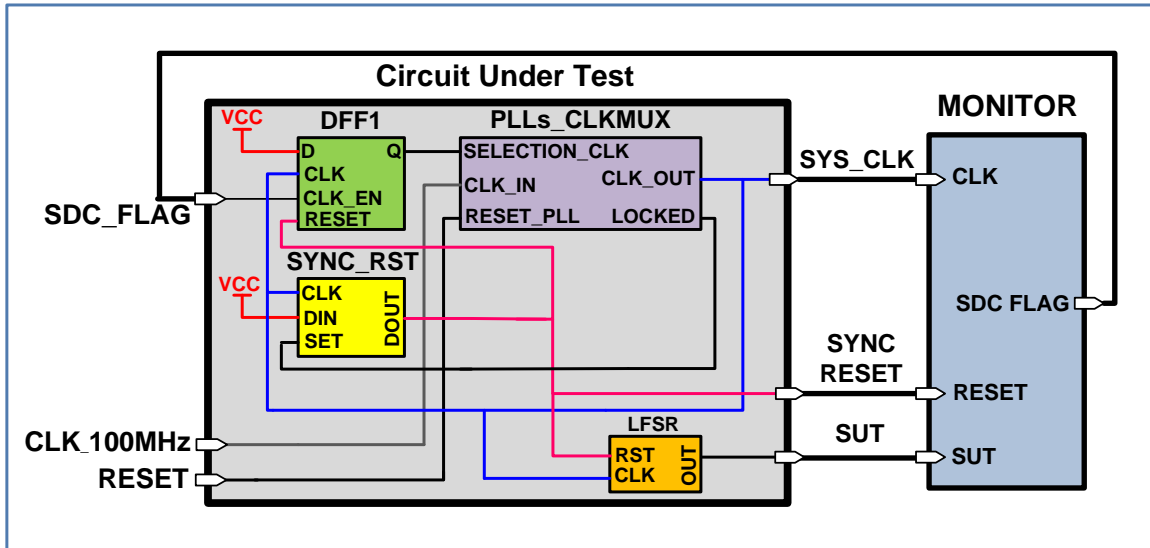 Circuit Under Test
MONITOR
VCC
DFF1
D
Q
CLK
CLK_EN
RESET
PLLs_CLKMUX
SELECTION_CLK
CLK_IN
CLK_OUT
RESET_PLL
LOCKED
SYS_CLK
CLK
SDC_FLAG
SYNC_RST
VCC
CLK
DIN
SET
DOUT
SDC FLAG
SYNC
RESET
RESET
CLK_100MHz
RESET
LFSR
RST
CLK
OUT
SUT
SUT